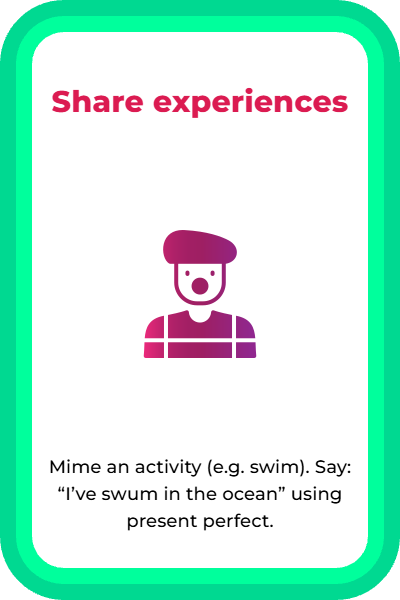 Share experiences
Mime an activity (e.g. swim). Say:
“I’ve swum in the ocean” using
present perfect.